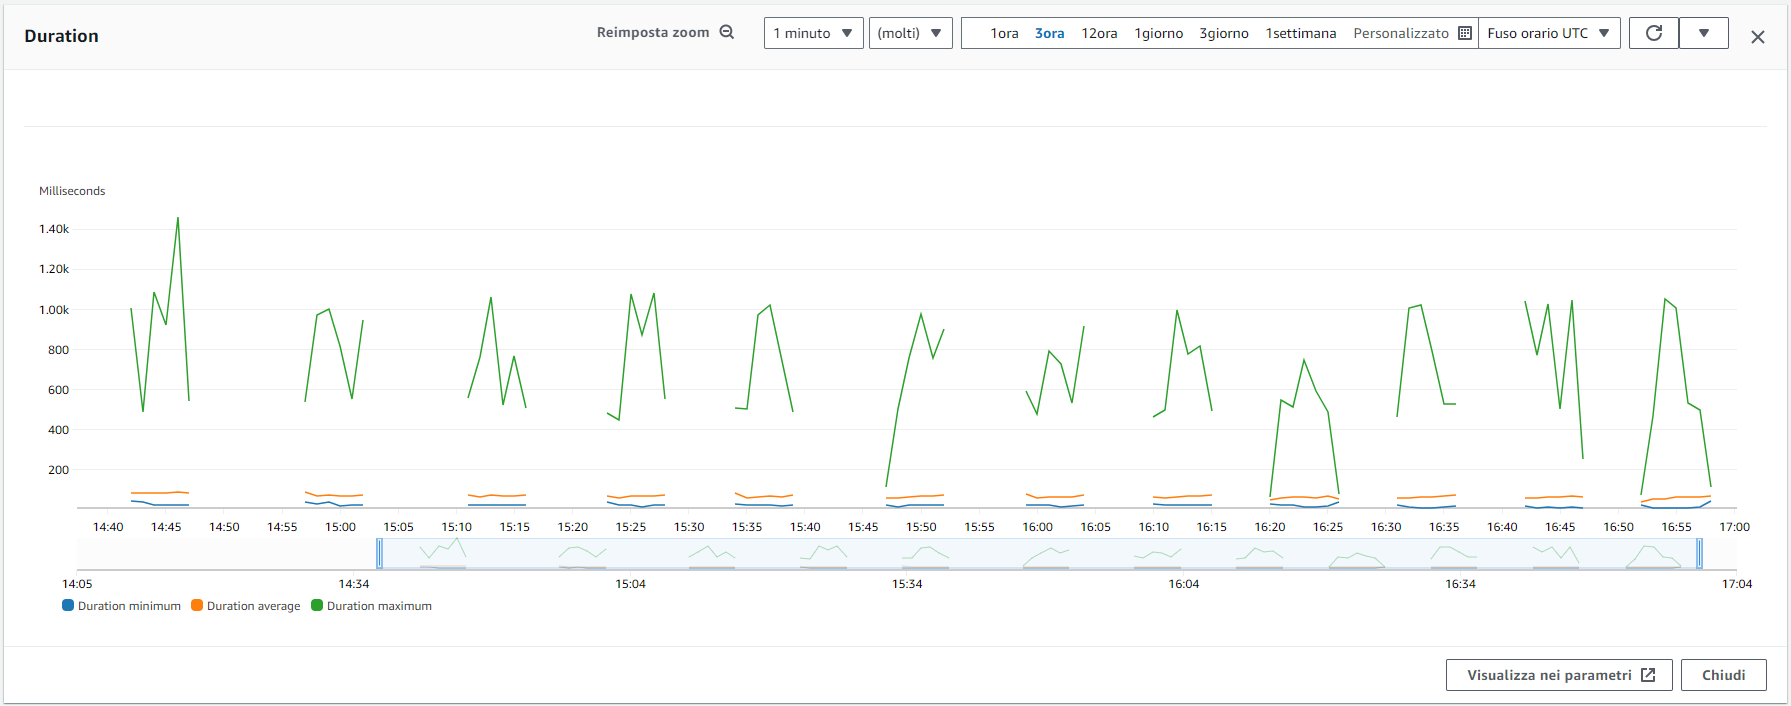 Duration
Reimposta zoom
1 minuto
(molti)
1ora 3ora 12ora 1giorno 3giorno 1settimana Personalizzato
Fuso orario UTC
Milliseconds
1.40k
1.20k
1.00k
800
600
400
200
14:40 14:45 14:50 14:55 15:00 15:05 15:10 15:15 15:20 15:25 15:30 15:35 15:40 14:45 15:50 15:55 16:00 16:05 16:10 16:15 16:20 16:25 16:30 16:35 16:40 16:45 16:50 16:55 17:00
14:05 14:34 15:04 15:34 16:04 16:34 17:04
Duration minimum Duration average Duration maximum
Visualizza nei parametri
Chiudi